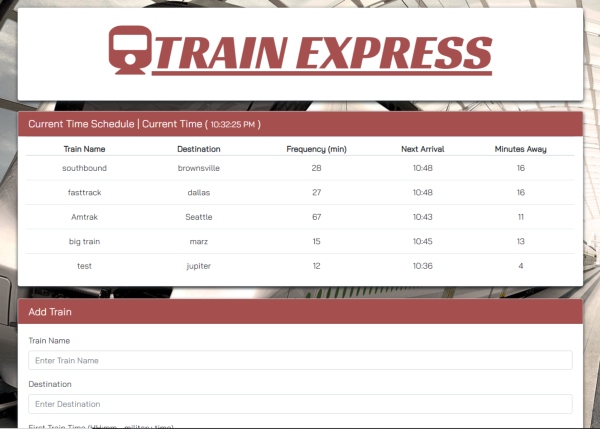 TRAIN EXPRESS
Current Time Schedule | Current Time ( 10:32:25 PM )
Train Name Destination Frequency (min) Next Arrival Minutes Away
southbound brownsville 28 10:48 16
fasttrack dallas 27 10:48 16
Amtrak Seattle 67 10:43 11
big train marz 15 10:45 13
test jupiter 12 10:36 4
Add Train
Train Name
Enter Train Name
Destination
Enter Destination
First Train Time (HHmm - military time)